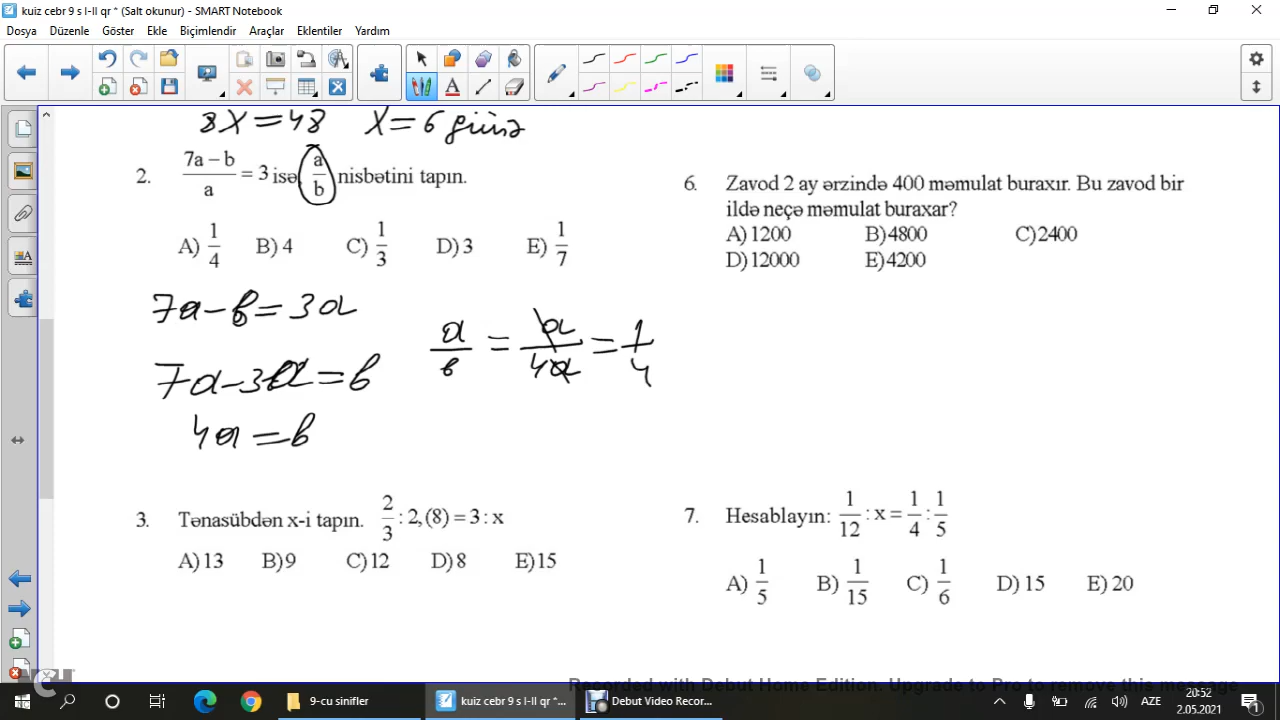 kuiz cebr 9 s I-II qr * (Salt okunur) - SMART Notebook
Dosya Düzenle Göster Ekle Biçimlendir Araçlar Eklentiler Yardım
8x=48 x=6 günə
2. (7a – b)/a = 3 isə, a/b nisbətini tapın.
A) 1/4 B) 4 C) 1/3 D) 3 E) 1/7
7a–b=3a
7a–3a=b
4a=b
a/b = a/4a = 1/4
3. Tənasübdən x-i tapın. 2/3 : 2,(8) = 3 : x
A) 13 B) 9 C) 12 D) 8 E) 15
6. Zavod 2 ay ərzində 400 məmulat buraxır. Bu zavod bir
ildə neçə məmulat buraxar?
A) 1200 B) 4800 C) 2400
D) 12000 E) 4200
7. Hesablayın: 1/12 : x = 1/4 : 1/5
A) 1/5 B) 1/15 C) 1/6 D) 15 E) 20
Recorded with Debut Home Edition. Upgrade to Pro to remove this message
9-cu sinifler
kuiz cebr 9 s I-II qr *...
Debut Video Recor...
AZE
20:52
2.05.2021
1